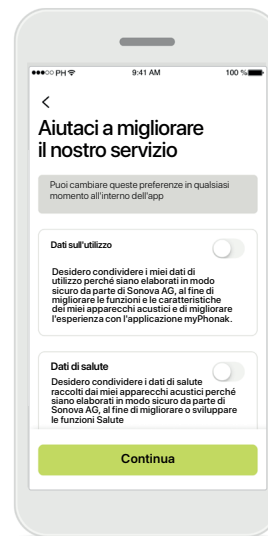 ●●●○○ PH 9:41 AM 100 %
Aiutaci a migliorare
il nostro servizio
Puoi cambiare queste preferenze in qualsiasi
momento all'interno dell'app
Dati sull'utilizzo
Desidero condividere i miei dati di
utilizzo perché siano elaborati in modo
sicuro da parte di Sonova AG, al fine di
migliorare le funzioni e le caratteristiche
dei miei apparecchi acustici e di migliorare
l'esperienza con l'applicazione myPhonak.
Dati di salute
Desidero condividere i dati di salute
raccolti dai miei apparecchi acustici perché
siano elaborati in modo sicuro da parte di
Sonova AG, al fine di migliorare o sviluppare
le funzioni Salute
Continua